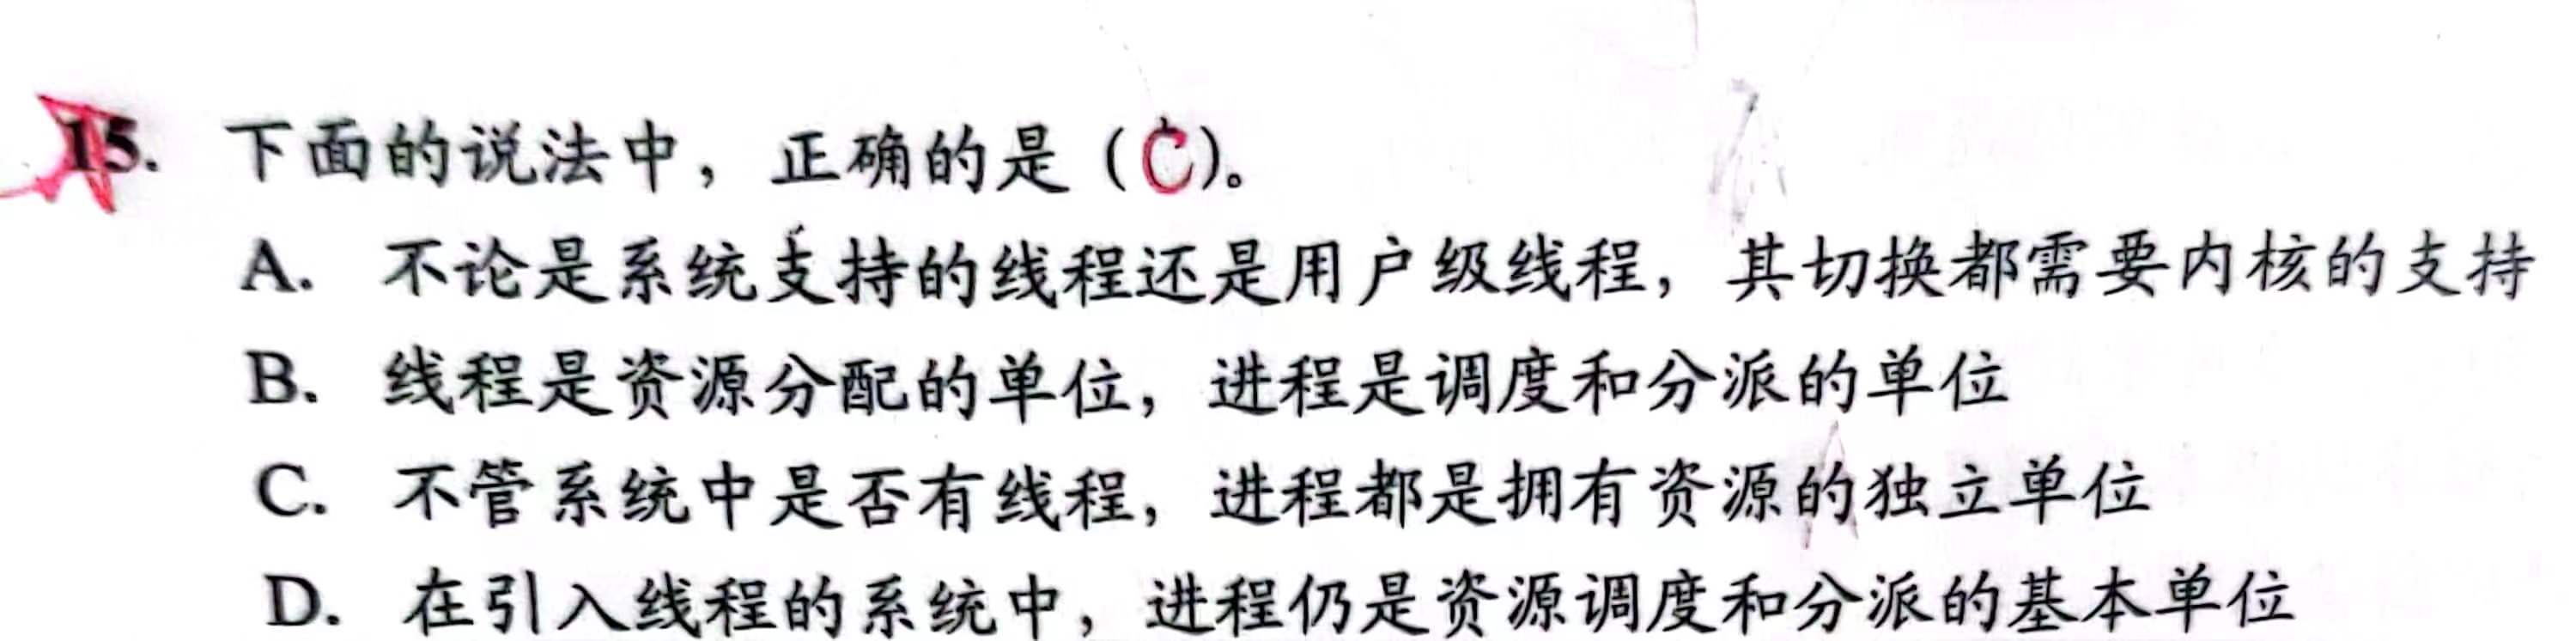 15. 下面的说法中，正确的是（C）。
A. 不论是系统支持的线程还是用户级线程，其切换都需要内核的支持
B. 线程是资源分配的单位，进程是调度和分派的单位
C. 不管系统中是否有线程，进程都是拥有资源的独立单位
D. 在引入线程的系统中，进程仍是资源调度和分派的基本单位